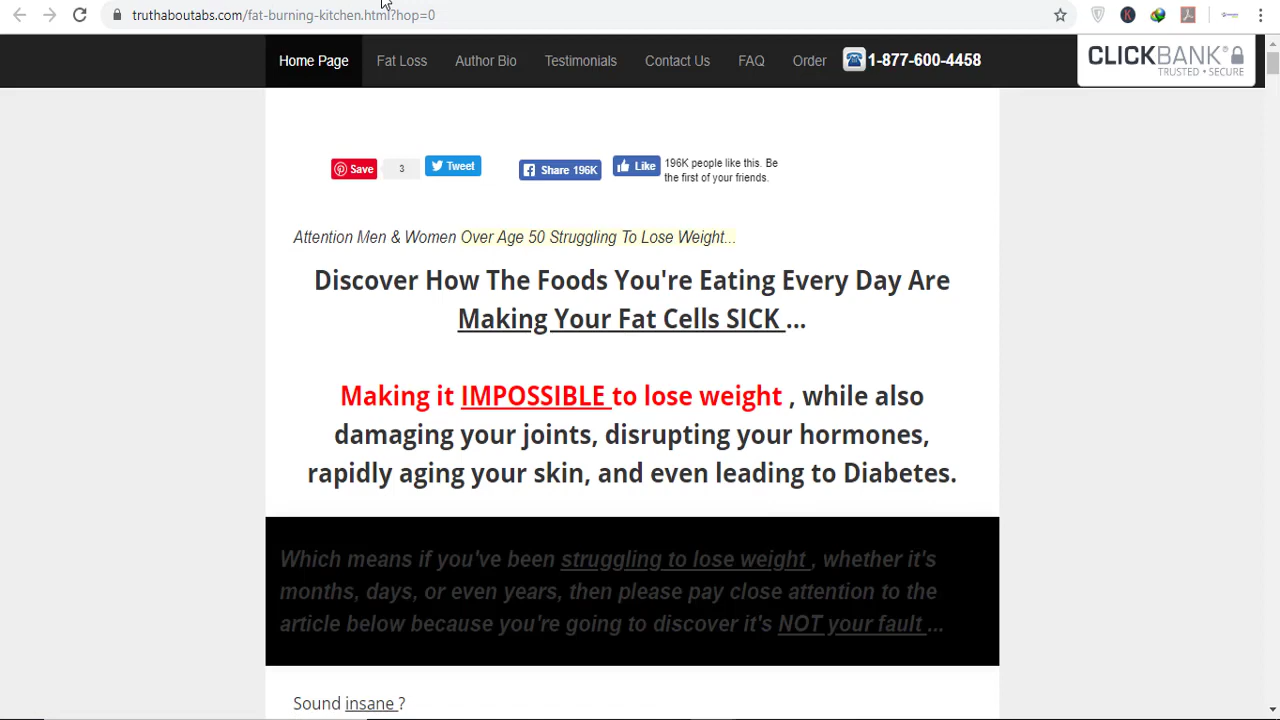 truthaboutabs.com/fat-burning-kitchen.html?hop=0
Home Page Fat Loss Author Bio Testimonials Contact Us FAQ Order 1-877-600-4458
CLICKBANK®
TRUSTED • SECURE
Save 3 Tweet Share 196K Like 196K people like this. Be
the first of your friends.
Attention Men & Women Over Age 50 Struggling To Lose Weight...
Discover How The Foods You're Eating Every Day Are
Making Your Fat Cells SICK ...
Making it IMPOSSIBLE to lose weight , while also
damaging your joints, disrupting your hormones,
rapidly aging your skin, and even leading to Diabetes.
Which means if you've been struggling to lose weight , whether it's
months, days, or even years, then please pay close attention to the
article below because you're going to discover it's NOT your fault ...
Sound insane ?